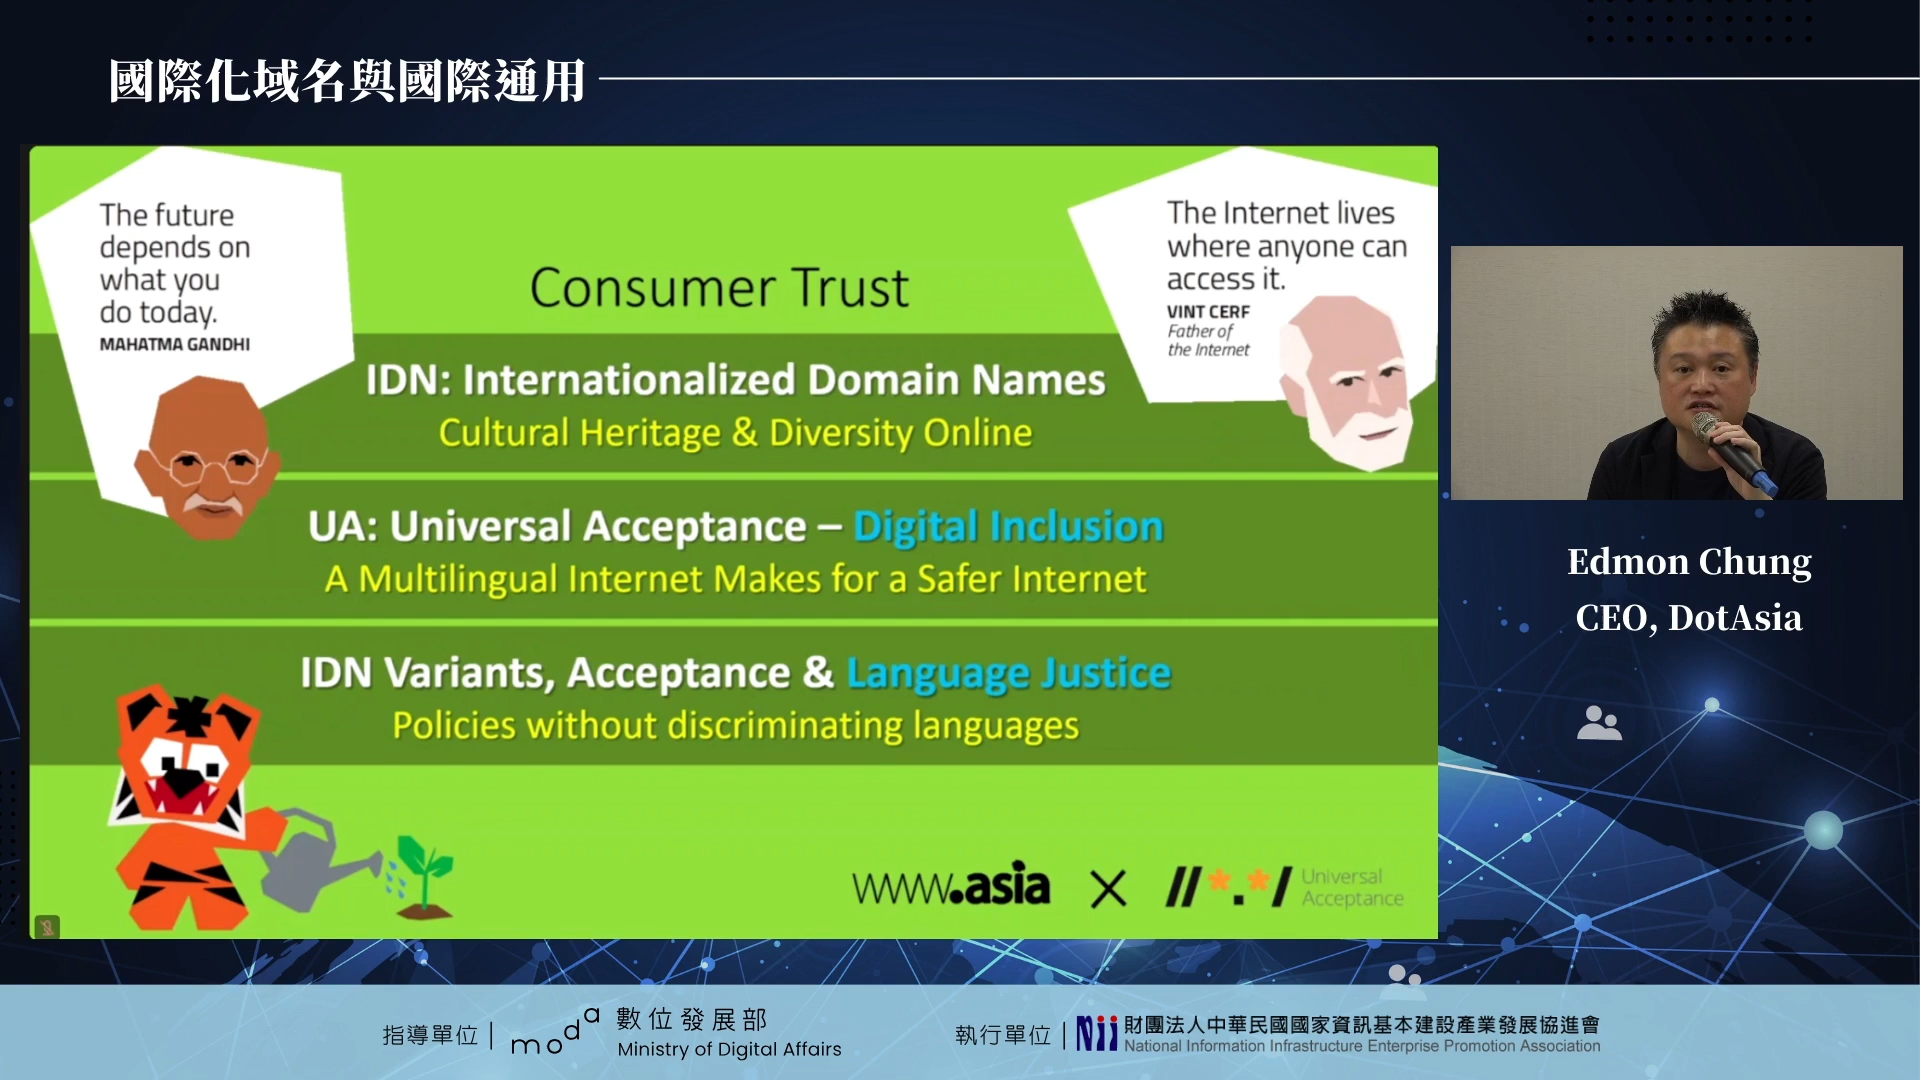 國際化域名與國際通用
The future
depends on
what you
do today.
MAHATMA GANDHI
The Internet lives
where anyone can
access it.
VINT CERF
Father of
the Internet
Consumer Trust
IDN: Internationalized Domain Names
Cultural Heritage & Diversity Online
UA: Universal Acceptance – Digital Inclusion
A Multilingual Internet Makes for a Safer Internet
IDN Variants, Acceptance & Language Justice
Policies without discriminating languages
www.asia
//*.*/ Universal
Acceptance
Edmon Chung
CEO, DotAsia
指導單位
moda
數位發展部
Ministry of Digital Affairs
執行單位
Nii
財團法人中華民國國家資訊基本建設產業發展協進會
National Information Infrastructure Enterprise Promotion Association